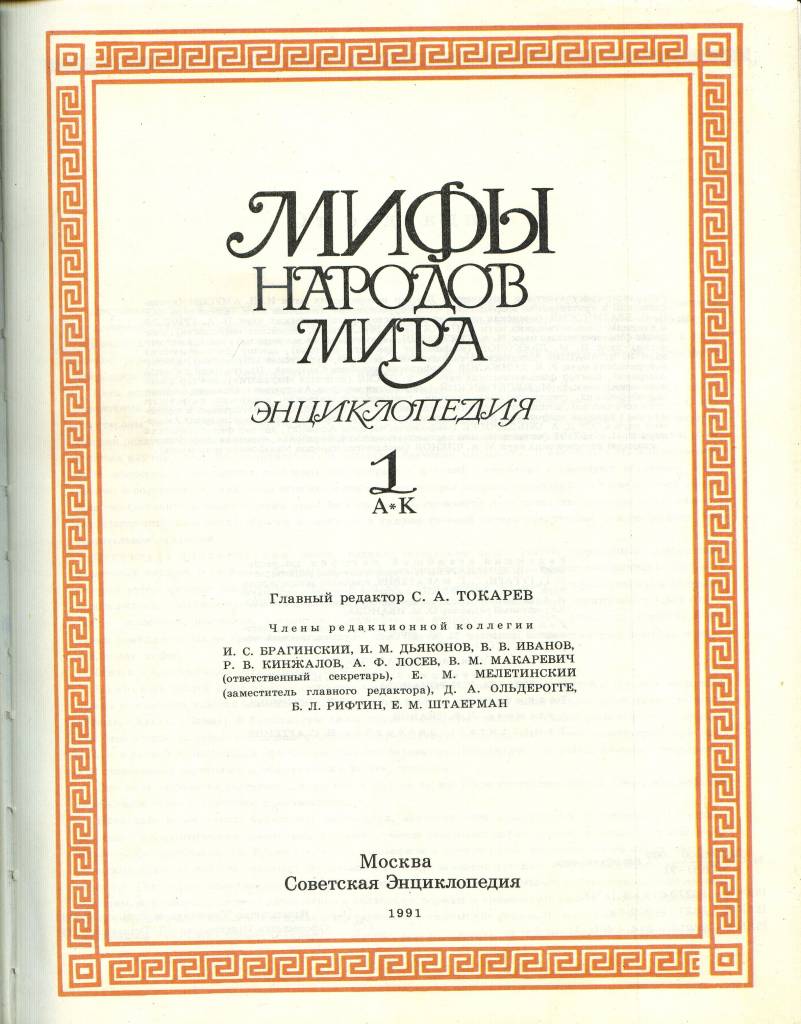 МИФЫ
НАРОДОВ
МИРА
ЭНЦИКЛОПЕДИЯ
1
А*К
Главный редактор С. А. ТОКАРЕВ
Члены редакционной коллегии
И. С. БРАГИНСКИЙ, И. М. ДЬЯКОНОВ, В. В. ИВАНОВ,
Р. В. КИНЖАЛОВ, А. Ф. ЛОСЕВ, В. М. МАКАРЕВИЧ
(ответственный секретарь), Е. М. МЕЛЕТИНСКИЙ
(заместитель главного редактора), Д. А. ОЛЬДЕРОГГЕ,
Б. Л. РИФТИН, Е. М. ШТАЕРМАН
Москва
Советская Энциклопедия
1991